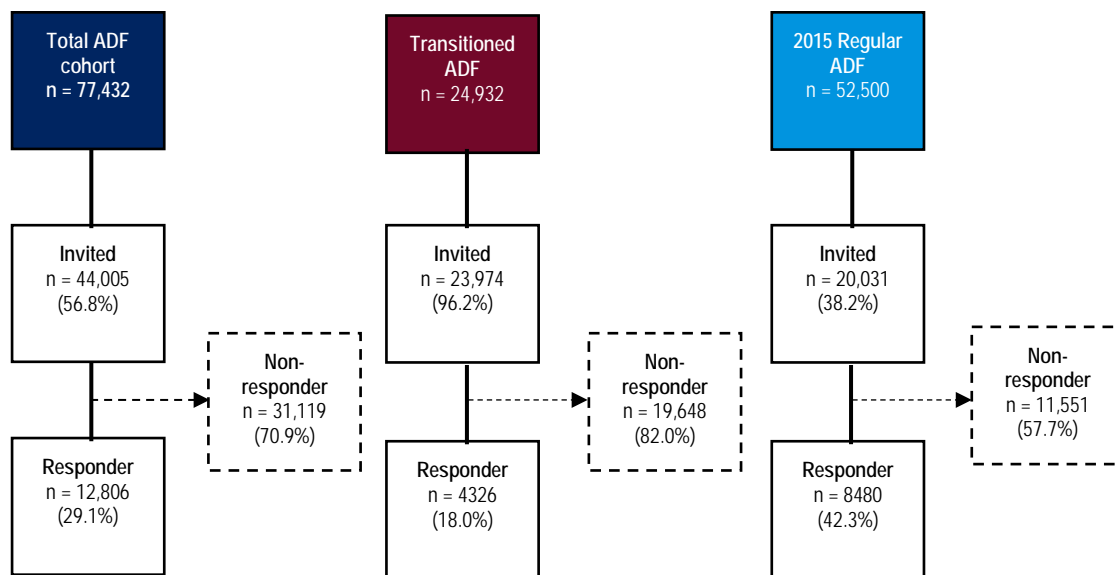 Total ADF
cohort
n = 77,432
Transitioned
ADF
n = 24,932
2015 Regular
ADF
n = 52,500
Invited
n = 44,005
(56.8%)
Invited
n = 23,974
(96.2%)
Invited
n = 20,031
(38.2%)
Non-
responder
n = 31,119
(70.9%)
Non-
responder
n = 19,648
(82.0%)
Non-
responder
n = 11,551
(57.7%)
Responder
n = 12,806
(29.1%)
Responder
n = 4326
(18.0%)
Responder
n = 8480
(42.3%)